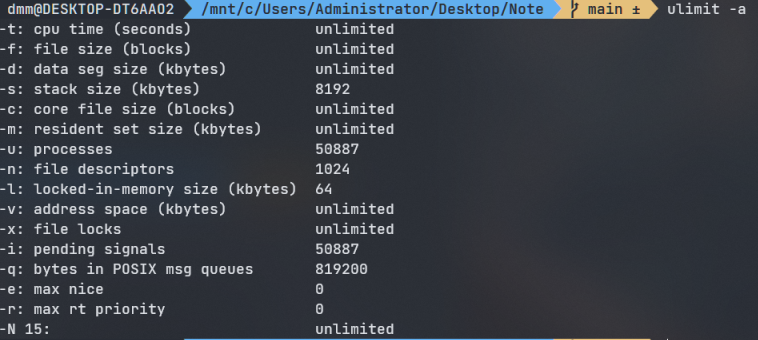 dmm@DESKTOP-DT6AA02 /mnt/c/Users/Administrator/Desktop/Note main ± ulimit -a
-t: cpu time (seconds) unlimited
-f: file size (blocks) unlimited
-d: data seg size (kbytes) unlimited
-s: stack size (kbytes) 8192
-c: core file size (blocks) unlimited
-m: resident set size (kbytes) unlimited
-u: processes 50887
-n: file descriptors 1024
-l: locked-in-memory size (kbytes) 64
-v: address space (kbytes) unlimited
-x: file locks unlimited
-i: pending signals 50887
-q: bytes in POSIX msg queues 819200
-e: max nice 0
-r: max rt priority 0
-N 15: unlimited